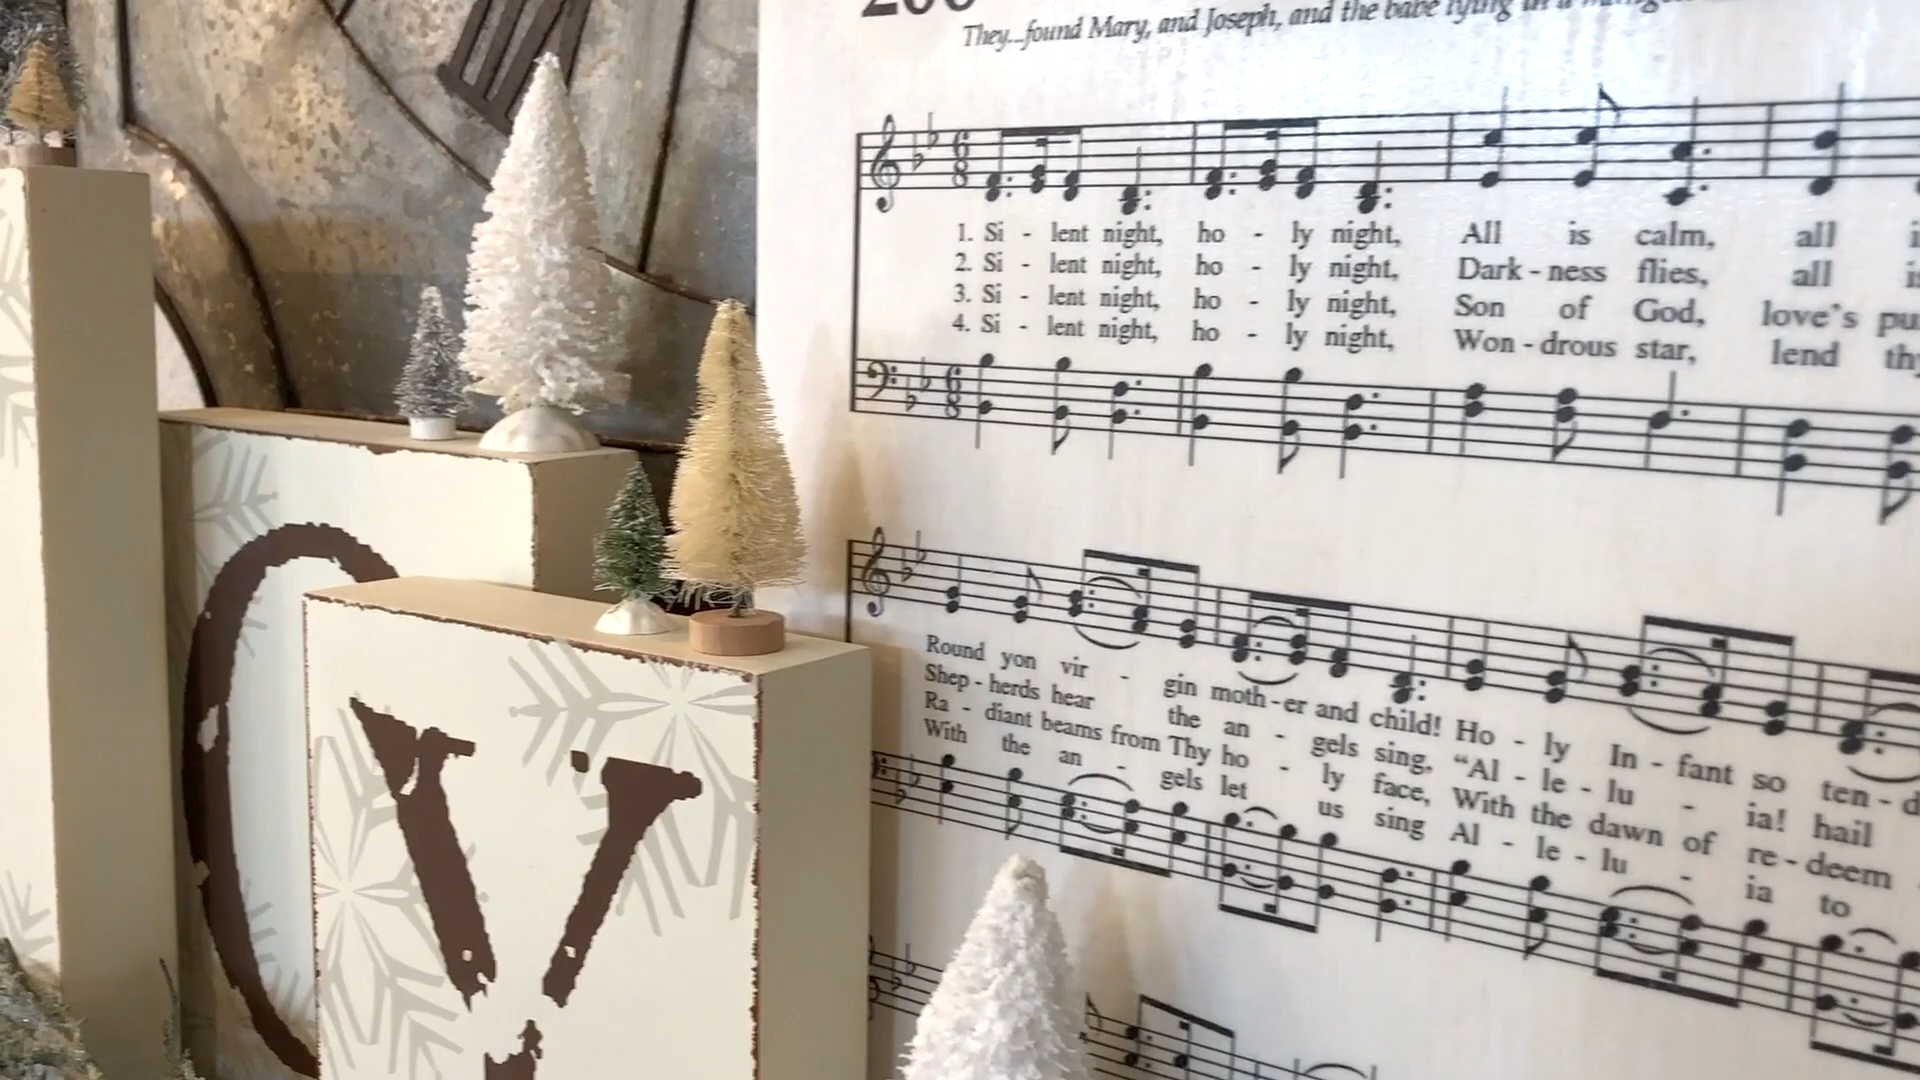 They...found Mary, and Joseph, and the babe lying in a
1. Si - lent night, ho - ly night, All is calm, all
2. Si - lent night, ho - ly night, Dark - ness flies, all
3. Si - lent night, ho - ly night, Son of God, love's
4. Si - lent night, ho - ly night, Won - drous star, lend
Round yon vir - gin moth - er and child! Ho - ly In - fant so ten -
Shep - herds hear the an - gels sing, "Al - le - lu - ia! hail
Ra - diant beams from Thy ho - ly face, With the dawn of re - deem
With the an - gels let us sing Al - le - lu - ia to
O
Y